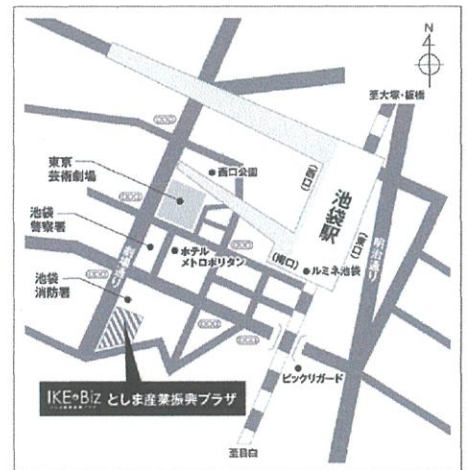 N
至大塚・板橋
東京
芸術劇場
西口公園
(西口)
池袋駅
(東口)
明治通り
池袋
警察署
劇場通り
ホテル
メトロポリタン
(南口)
ルミネ池袋
池袋
消防署
IKE・Biz としま産業振興プラザ
ビックリガード
至目白